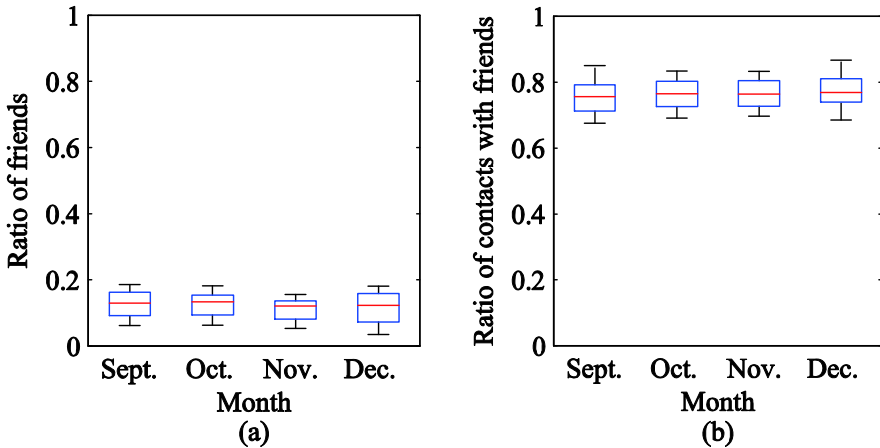 Ratio of friends
1
0.8
0.6
0.4
0.2
0
Sept. Oct. Nov. Dec.
Month
(a)
Ratio of contacts with friends
1
0.8
0.6
0.4
0.2
0
Sept. Oct. Nov. Dec.
Month
(b)